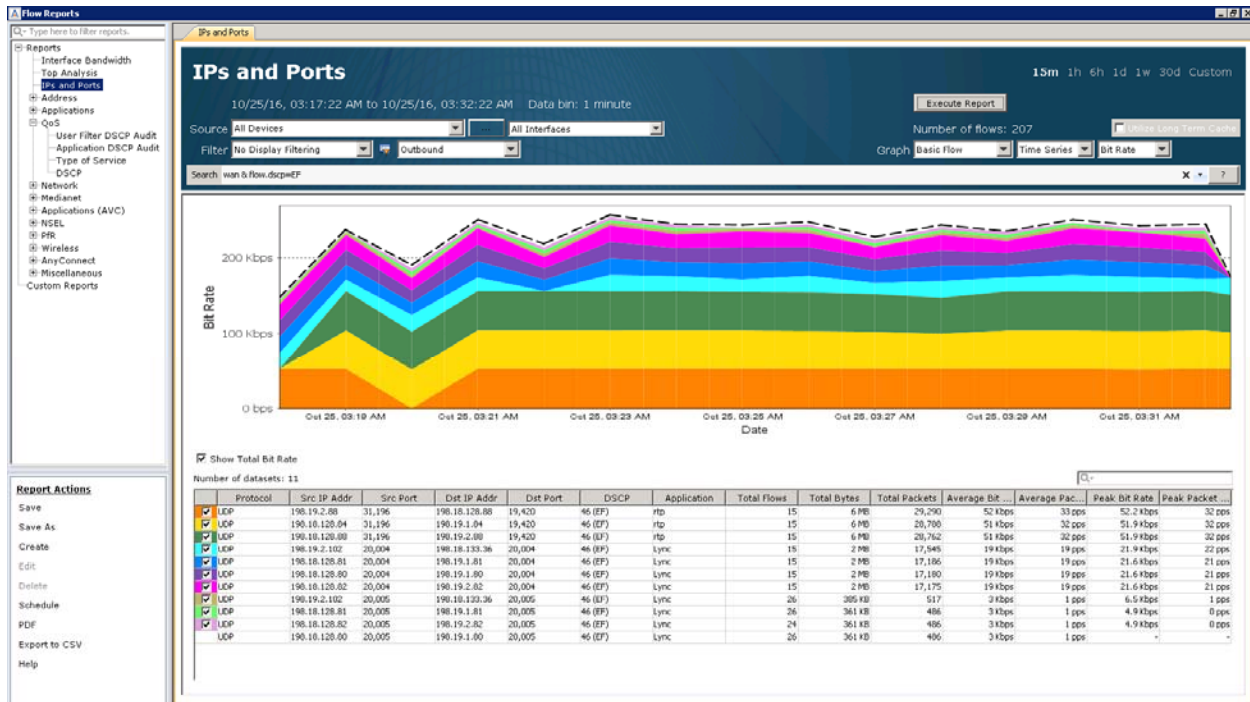 Flow Reports
Type here to filter reports.
Reports
Interface Bandwidth
Top Analysis
IPs and Ports
Address
Applications
QoS
User Filter DSCP Audit
Application DSCP Audit
Type of Service
DSCP
Network
Medianet
Applications (AVC)
NSEL
PfR
Wireless
AnyConnect
Miscellaneous
Custom Reports
Report Actions
Save
Save As
Create
Edit
Delete
Schedule
PDF
Export to CSV
Help
IPs and Ports
IPs and Ports
15m 1h 6h 1d 1w 30d Custom
10/25/16, 03:17:22 AM to 10/25/16, 03:32:22 AM Data bin: 1 minute
Execute Report
Source All Devices ... All Interfaces
Number of flows: 207 Utilize Long Term Cache
Filter No Display Filtering Outbound
Graph Basic Flow Time Series Bit Rate
Search wan & flow.dscp=EF X ?
Bit Rate
200 Kbps
100 Kbps
0 bps
Oct 25, 03:19 AM Oct 25, 03:21 AM Oct 25, 03:23 AM Oct 25, 03:25 AM Oct 25, 03:27 AM Oct 25, 03:29 AM Oct 25, 03:31 AM
Date
Show Total Bit Rate
Number of datasets: 11
Protocol Src IP Addr Src Port Dst IP Addr Dst Port DSCP Application Total Flows Total Bytes Total Packets Average Bit ... Average Pac... Peak Bit Rate Peak Packet ...
UDP 198.19.2.88 31,196 198.18.128.88 19,420 46 (EF) rtp 15 6 MB 29,290 52 Kbps 33 pps 52.2 Kbps 32 pps
UDP 198.18.128.84 31,196 198.19.1.84 19,420 46 (EF) rtp 15 6 MB 28,788 51 Kbps 32 pps 51.9 Kbps 32 pps
UDP 198.18.128.88 31,196 198.19.2.88 19,420 46 (EF) rtp 15 6 MB 28,762 51 Kbps 32 pps 51.9 Kbps 32 pps
UDP 198.19.2.102 20,004 198.18.133.36 20,004 46 (EF) Lync 15 2 MB 17,545 19 Kbps 19 pps 21.9 Kbps 22 pps
UDP 198.18.128.81 20,004 198.19.1.81 20,004 46 (EF) Lync 15 2 MB 17,186 19 Kbps 19 pps 21.6 Kbps 21 pps
UDP 198.18.128.80 20,004 198.19.1.80 20,004 46 (EF) Lync 15 2 MB 17,180 19 Kbps 19 pps 21.6 Kbps 21 pps
UDP 198.18.128.82 20,004 198.19.2.82 20,004 46 (EF) Lync 15 2 MB 17,175 19 Kbps 19 pps 21.6 Kbps 21 pps
UDP 198.19.2.102 20,005 198.18.133.36 20,005 46 (EF) Lync 26 385 KB 517 3 Kbps 1 pps 6.5 Kbps 1 pps
UDP 198.18.128.81 20,005 198.19.1.81 20,005 46 (EF) Lync 26 361 KB 486 3 Kbps 1 pps 4.9 Kbps 0 pps
UDP 198.18.128.82 20,005 198.19.2.82 20,005 46 (EF) Lync 24 361 KB 486 3 Kbps 1 pps 4.9 Kbps 0 pps
UDP 198.18.128.80 20,005 198.19.1.80 20,005 46 (EF) Lync 26 361 KB 486 3 Kbps 1 pps - -